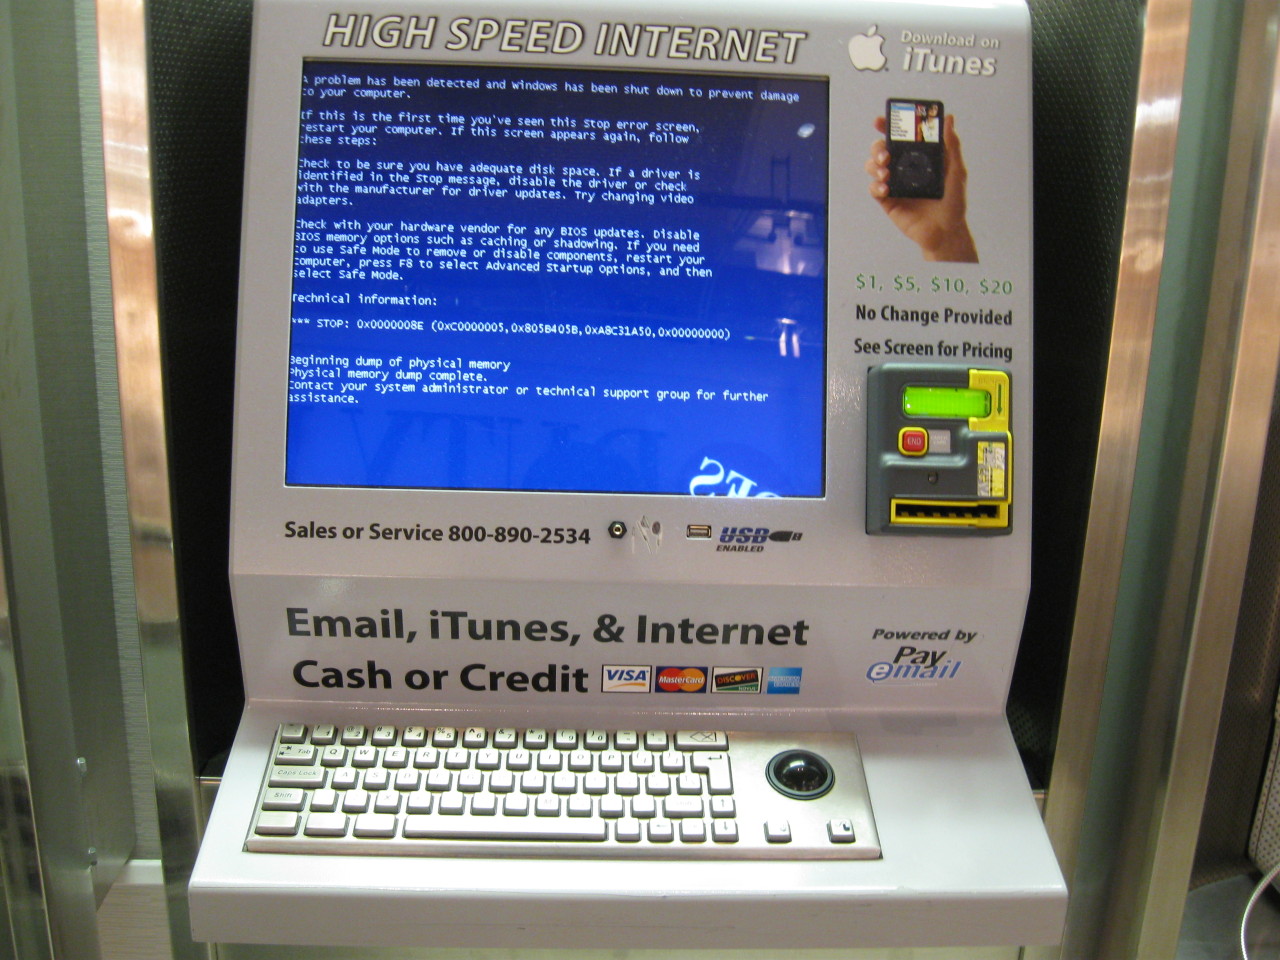 HIGH SPEED INTERNET
Download on
iTunes
A problem has been detected and windows has been shut down to prevent damage
to your computer.
If this is the first time you've seen this Stop error screen,
restart your computer. If this screen appears again, follow
these steps:
Check to be sure you have adequate disk space. If a driver is
identified in the Stop message, disable the driver or check
with the manufacturer for driver updates. Try changing video
adapters.
Check with your hardware vendor for any BIOS updates. Disable
BIOS memory options such as caching or shadowing. If you need
to use Safe Mode to remove or disable components, restart your
computer, press F8 to select Advanced Startup Options, and then
select Safe Mode.
Technical information:
*** STOP: 0x0000008E (0xC0000005,0x805B405B,0xA8C31A50,0x00000000)
Beginning dump of physical memory
Physical memory dump complete.
Contact your system administrator or technical support group for further
assistance.
$1, $5, $10, $20
No Change Provided
See Screen for Pricing
END
Sales or Service 800-890-2534
USB
ENABLED
Email, iTunes, & Internet
Cash or Credit
VISA
MasterCard
DISCOVER
Powered by
Pay
email
Tab
Q W E R T Y U I O P
Caps Lock
A S D
Shift